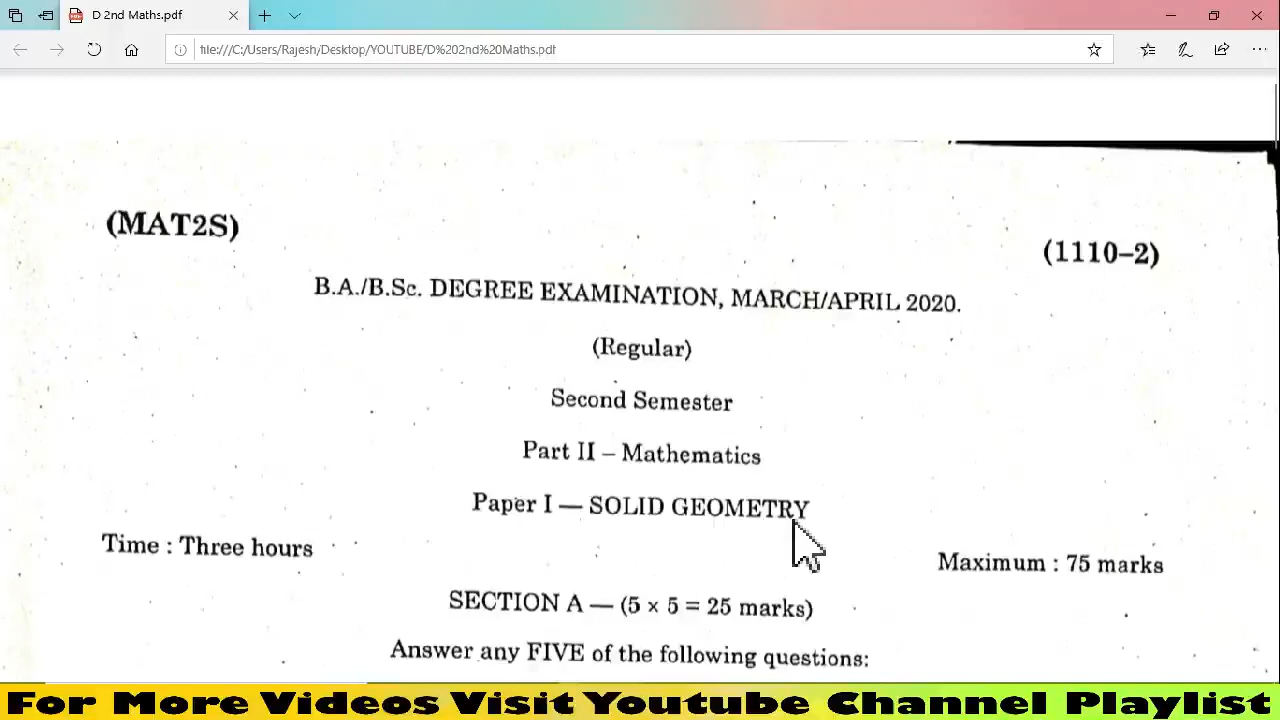 D 2nd Maths.pdf
file:///C:/Users/Rajesh/Desktop/YOUTUBE/D%202nd%20Maths.pdf
(MAT2S)
(1110–2)
B.A./B.Sc. DEGREE EXAMINATION, MARCH/APRIL 2020.
(Regular)
Second Semester
Part II – Mathematics
Paper I — SOLID GEOMETRY
Time : Three hours
Maximum : 75 marks
SECTION A — (5 × 5 = 25 marks)
Answer any FIVE of the following questions:
For More Videos Visit Youtube Channel Playlist